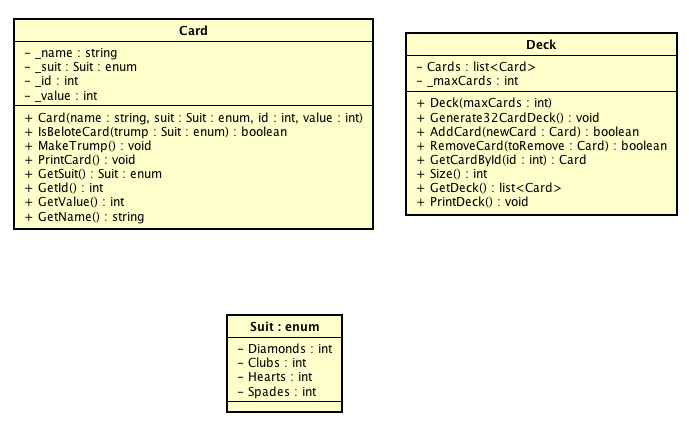 Card
- _name : string
- _suit : Suit : enum
- _id : int
- _value : int
+ Card(name : string, suit : Suit : enum, id : int, value : int)
+ IsBeloteCard(trump : Suit : enum) : boolean
+ MakeTrump() : void
+ PrintCard() : void
+ GetSuit() : Suit : enum
+ GetId() : int
+ GetValue() : int
+ GetName() : string
Deck
- Cards : list<Card>
- _maxCards : int
+ Deck(maxCards : int)
+ Generate32CardDeck() : void
+ AddCard(newCard : Card) : boolean
+ RemoveCard(toRemove : Card) : boolean
+ GetCardById(id : int) : Card
+ Size() : int
+ GetDeck() : list<Card>
+ PrintDeck() : void
Suit : enum
- Diamonds : int
- Clubs : int
- Hearts : int
- Spades : int